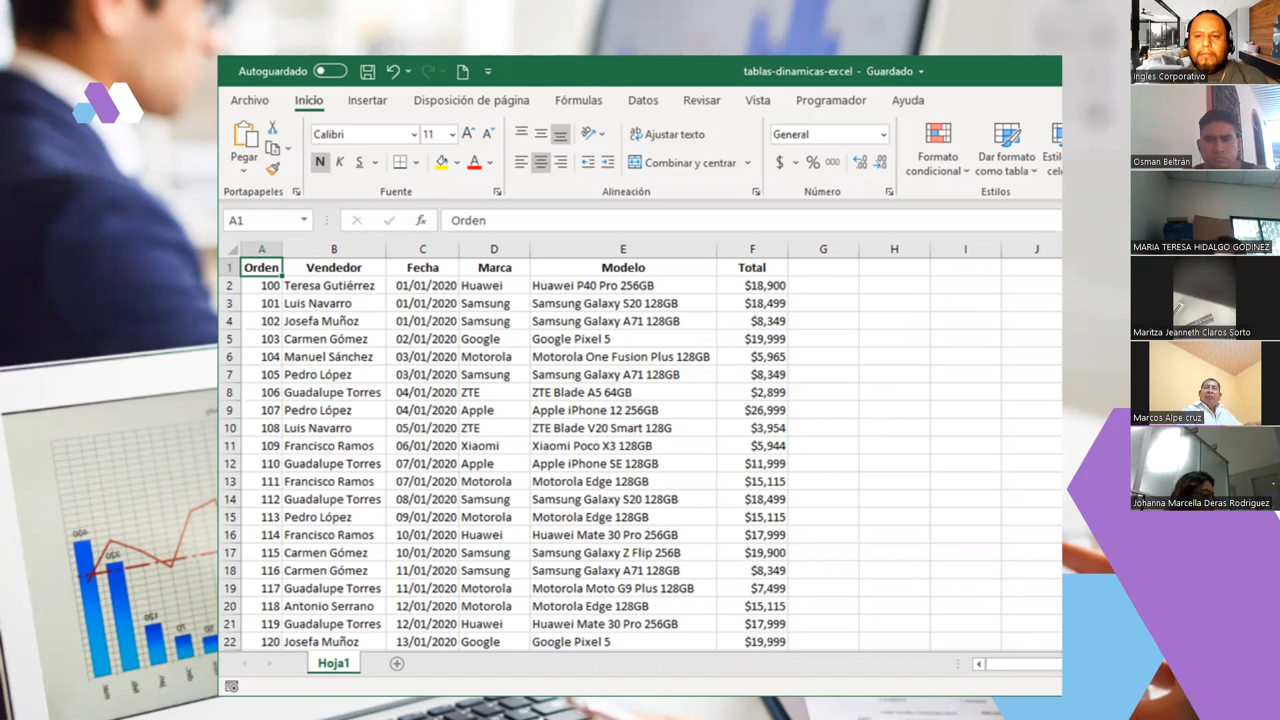 Autoguardado
tablas-dinamicas-excel - Guardado
Archivo Inicio Insertar Disposición de página Fórmulas Datos Revisar Vista Programador Ayuda
Pegar
Calibri 11
N K S
Ajustar texto
Combinar y centrar
General
$ % 000
Formato condicional
Dar formato como tabla
Portapapeles Fuente Alineación Número Estilos
A1 fx Orden
A B C D E F G H I J
1 Orden Vendedor Fecha Marca Modelo Total
2 100 Teresa Gutiérrez 01/01/2020 Huawei Huawei P40 Pro 256GB $18,900
3 101 Luis Navarro 01/01/2020 Samsung Samsung Galaxy S20 128GB $18,499
4 102 Josefa Muñoz 01/01/2020 Samsung Samsung Galaxy A71 128GB $8,349
5 103 Carmen Gómez 02/01/2020 Google Google Pixel 5 $19,999
6 104 Manuel Sánchez 03/01/2020 Motorola Motorola One Fusion Plus 128GB $5,965
7 105 Pedro López 03/01/2020 Samsung Samsung Galaxy A71 128GB $8,349
8 106 Guadalupe Torres 04/01/2020 ZTE ZTE Blade A5 64GB $2,899
9 107 Pedro López 04/01/2020 Apple Apple iPhone 12 256GB $26,999
10 108 Luis Navarro 05/01/2020 ZTE ZTE Blade V20 Smart 128G $3,954
11 109 Francisco Ramos 06/01/2020 Xiaomi Xiaomi Poco X3 128GB $5,944
12 110 Guadalupe Torres 07/01/2020 Apple Apple iPhone SE 128GB $11,999
13 111 Francisco Ramos 07/01/2020 Motorola Motorola Edge 128GB $15,115
14 112 Guadalupe Torres 08/01/2020 Samsung Samsung Galaxy S20 128GB $18,499
15 113 Pedro López 09/01/2020 Motorola Motorola Edge 128GB $15,115
16 114 Francisco Ramos 10/01/2020 Huawei Huawei Mate 30 Pro 256GB $17,999
17 115 Carmen Gómez 10/01/2020 Samsung Samsung Galaxy Z Flip 256B $19,900
18 116 Carmen Gómez 11/01/2020 Samsung Samsung Galaxy A71 128GB $8,349
19 117 Guadalupe Torres 11/01/2020 Motorola Motorola Moto G9 Plus 128GB $7,499
20 118 Antonio Serrano 12/01/2020 Motorola Motorola Edge 128GB $15,115
21 119 Guadalupe Torres 12/01/2020 Huawei Huawei Mate 30 Pro 256GB $17,999
22 120 Josefa Muñoz 13/01/2020 Google Google Pixel 5 $19,999
Hoja1
Ingles Corporativo
Osman Beltrán
MARIA TERESA HIDALGO GODINEZ
Maritza Jeanneth Claros Sorto
Marcos Alpe cruz
Johanna Marcella Deras Rodríguez